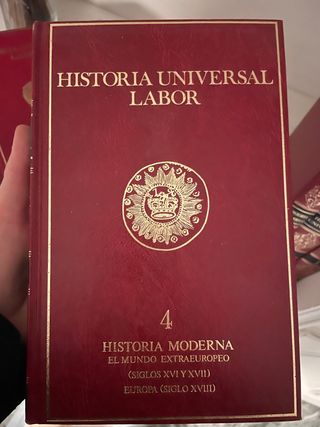 HISTORIA UNIVERSAL
LABOR
4
HISTORIA MODERNA
EL MUNDO EXTRAEUROPEO
(SIGLOS XVI Y XVII)
EUROPA (SIGLO XVIII)